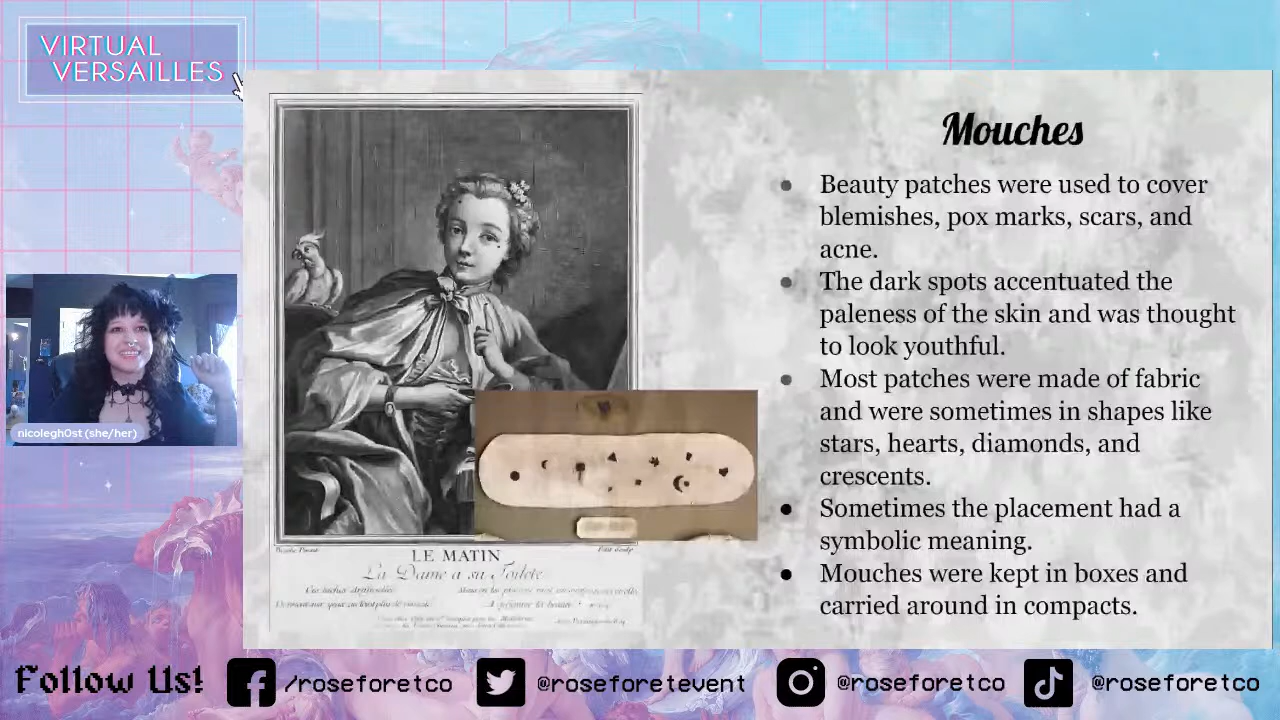 VIRTUAL
VERSAILLES
Mouches
Beauty patches were used to cover
blemishes, pox marks, scars, and
acne.
The dark spots accentuated the
paleness of the skin and was thought
to look youthful.
Most patches were made of fabric
and were sometimes in shapes like
stars, hearts, diamonds, and
crescents.
Sometimes the placement had a
symbolic meaning.
Mouches were kept in boxes and
carried around in compacts.
nicolegh0st (she/her)
LE MATIN
La Dame a sa Toilete
Follow Us!
/roseforetco
@roseforetevent
@roseforetco
@roseforetco